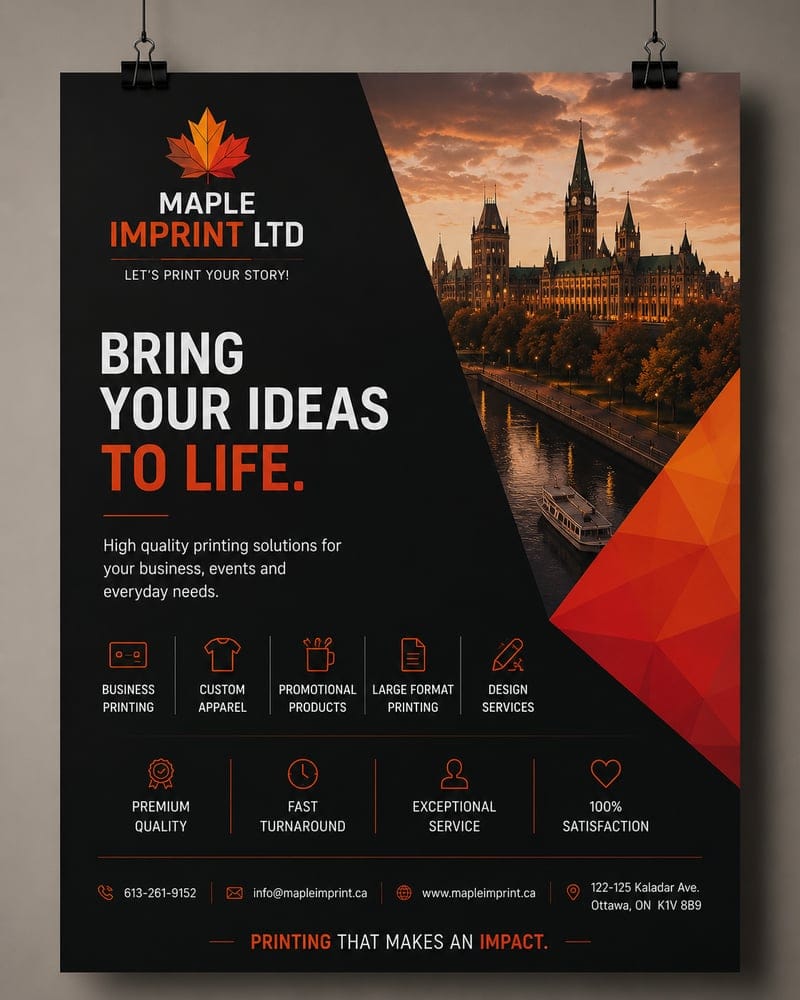 MAPLE
IMPRINT LTD
LET'S PRINT YOUR STORY!
BRING
YOUR IDEAS
TO LIFE.
High quality printing solutions for
your business, events and
everyday needs.
BUSINESS
PRINTING
CUSTOM
APPAREL
PROMOTIONAL
PRODUCTS
LARGE FORMAT
PRINTING
DESIGN
SERVICES
PREMIUM
QUALITY
FAST
TURNAROUND
EXCEPTIONAL
SERVICE
100%
SATISFACTION
613-261-9152
info@mapleimprint.ca
www.mapleimprint.ca
122-125 Kaladar Ave.
Ottawa, ON K1V 8B9
PRINTING THAT MAKES AN IMPACT.